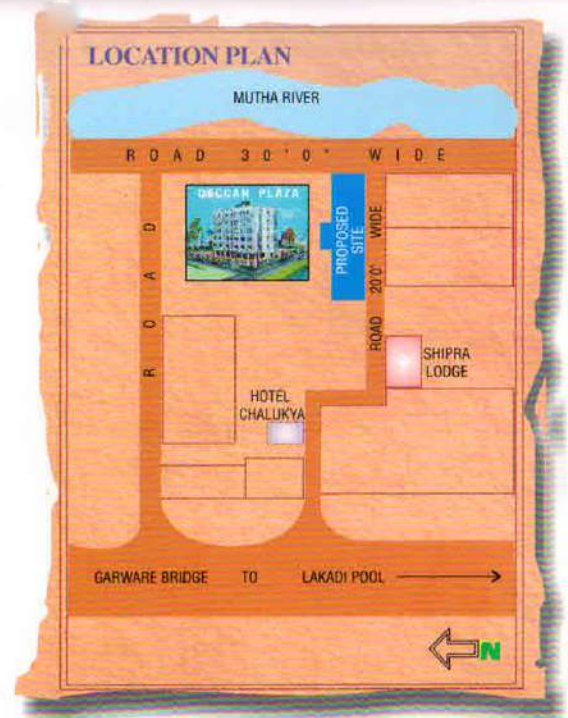 LOCATION PLAN
MUTHA RIVER
ROAD 30'0" WIDE
DECCAN PLAZA
PROPOSED
SITE
ROAD 20'0" WIDE
ROAD
SHIPRA
LODGE
HOTEL
CHALUKYA
GARWARE BRIDGE TO LAKADI POOL
N